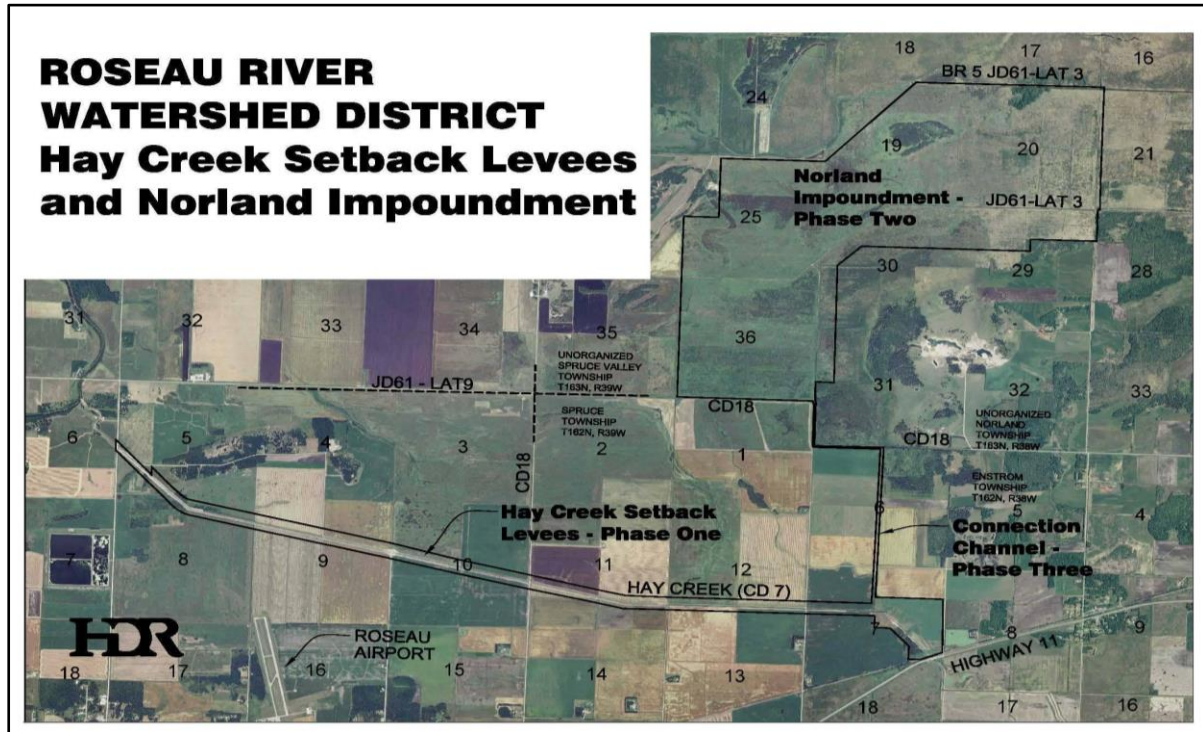 ROSEAU RIVER
WATERSHED DISTRICT
Hay Creek Setback Levees
and Norland Impoundment
18
17
16
BR 5 JD61-LAT 3
24
19
20
21
Norland
Impoundment -
Phase Two
JD61-LAT 3
25
30
29
28
31
32
33
34
35
36
UNORGANIZED
SPRUCE VALLEY
TOWNSHIP
T163N, R39W
31
32
33
UNORGANIZED
NORLAND
TOWNSHIP
T163N, R38W
JD61 - LAT9
CD18
SPRUCE
TOWNSHIP
T162N, R39W
CD18
CD18
6
5
4
3
2
1
ENSTROM
TOWNSHIP
T162N, R38W
6
5
4
Hay Creek Setback
Levees - Phase One
Connection
Channel -
Phase Three
7
8
9
10
11
12
HAY CREEK (CD 7)
7
8
9
HIGHWAY 11
HDR
ROSEAU
AIRPORT
18
17
16
15
14
13
18
17
16